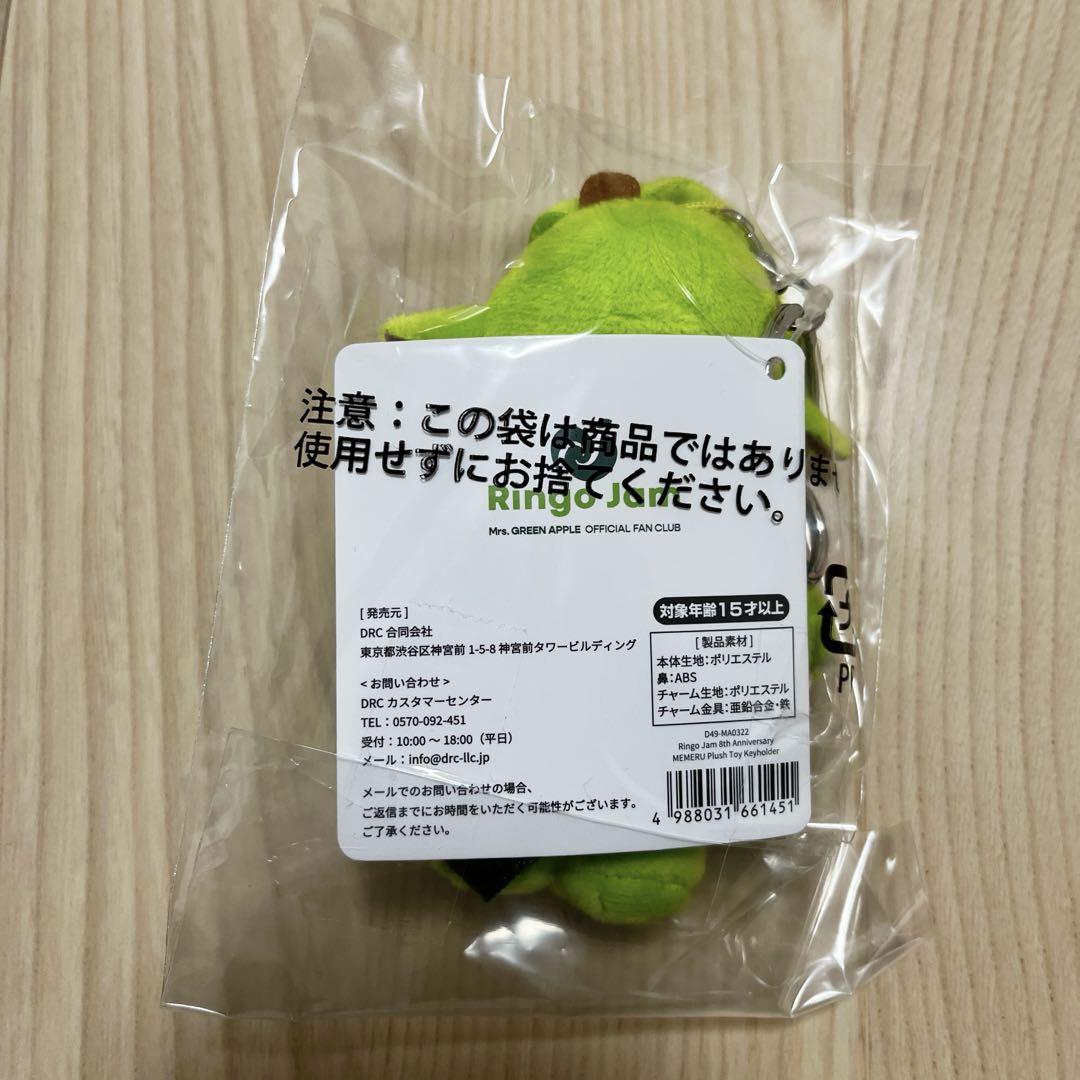 注意：この袋は商品ではありませ
使用せずにお捨てください。
Ringo Jam
Mrs. GREEN APPLE OFFICIAL FAN CLUB
[ 発売元 ]
DRC 合同会社
東京都渋谷区神宮前 1-5-8 神宮前タワービルディング
< お問い合わせ >
DRC カスタマーセンター
TEL：0570-092-451
受付：10:00 〜 18:00（平日）
メール：info@drc-llc.jp
メールでのお問い合わせの場合、
ご返信までにお時間をいただく可能性がございます。
ご了承ください。
対象年齢15才以上
[ 製品素材 ]
本体生地：ポリエステル
鼻：ABS
チャーム生地：ポリエステル
チャーム金具：亜鉛合金・鉄
D49-MA0322
Ringo Jam 8th Anniversary
MEMERU Plush Toy Keyholder
4 988031 661451